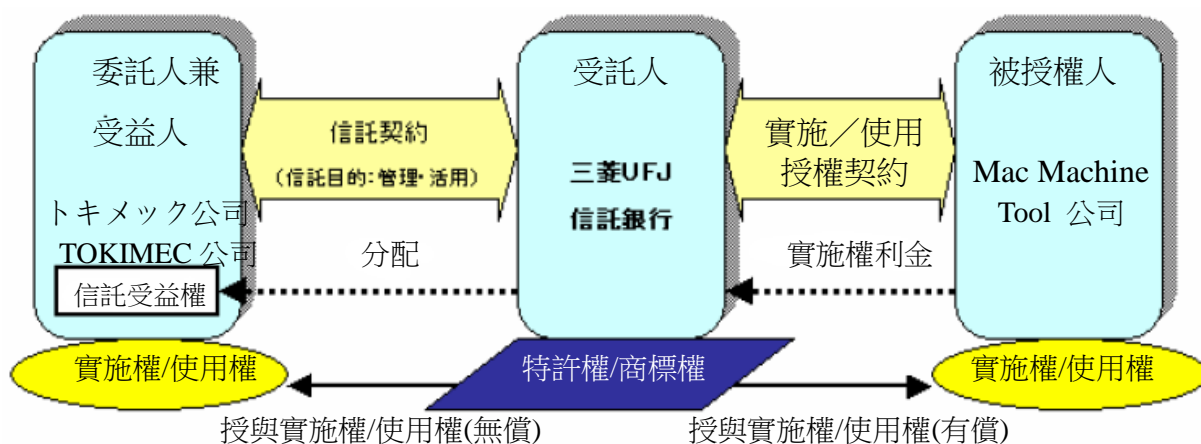 委託人兼
受益人
トキメック公司
TOKIMEC 公司
信託受益權
實施權/使用權
信託契約
(信託目的:管理・活用)
分配
受託人
三菱UFJ
信託銀行
特許權/商標權
實施／使用
授權契約
實施權利金
被授權人
Mac Machine
Tool 公司
實施權/使用權
授與實施權/使用權(無償)
授與實施權/使用權(有償)